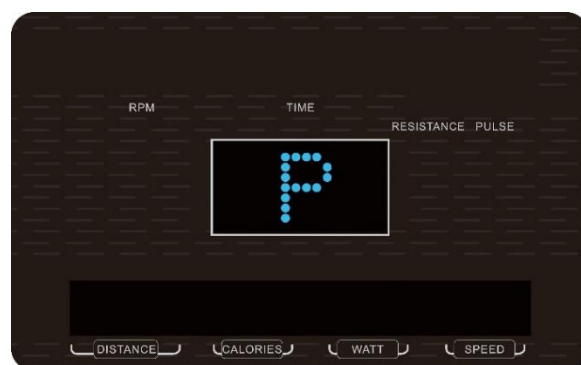 RPM TIME
RESISTANCE PULSE
P
DISTANCE CALORIES WATT SPEED